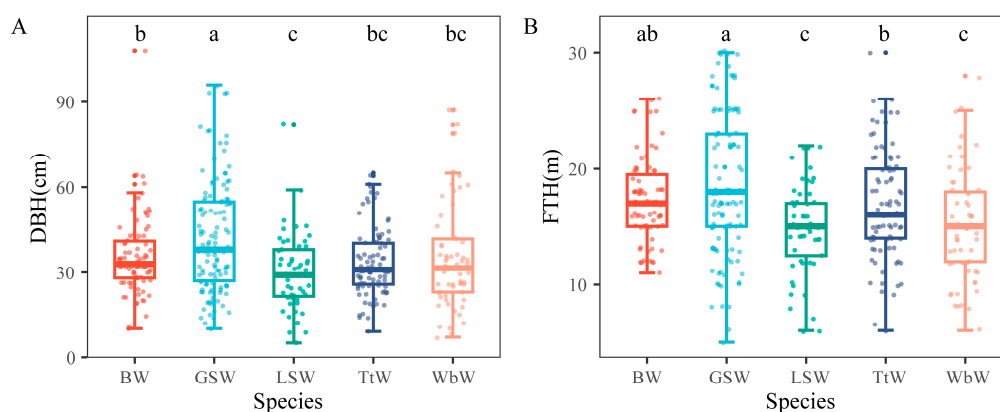 A
b a c bc bc
DBH(cm)
90
60
30
0
BW GSW LSW TtW WbW
Species
B
ab a c b c
FTH(m)
30
20
10
BW GSW LSW TtW WbW
Species